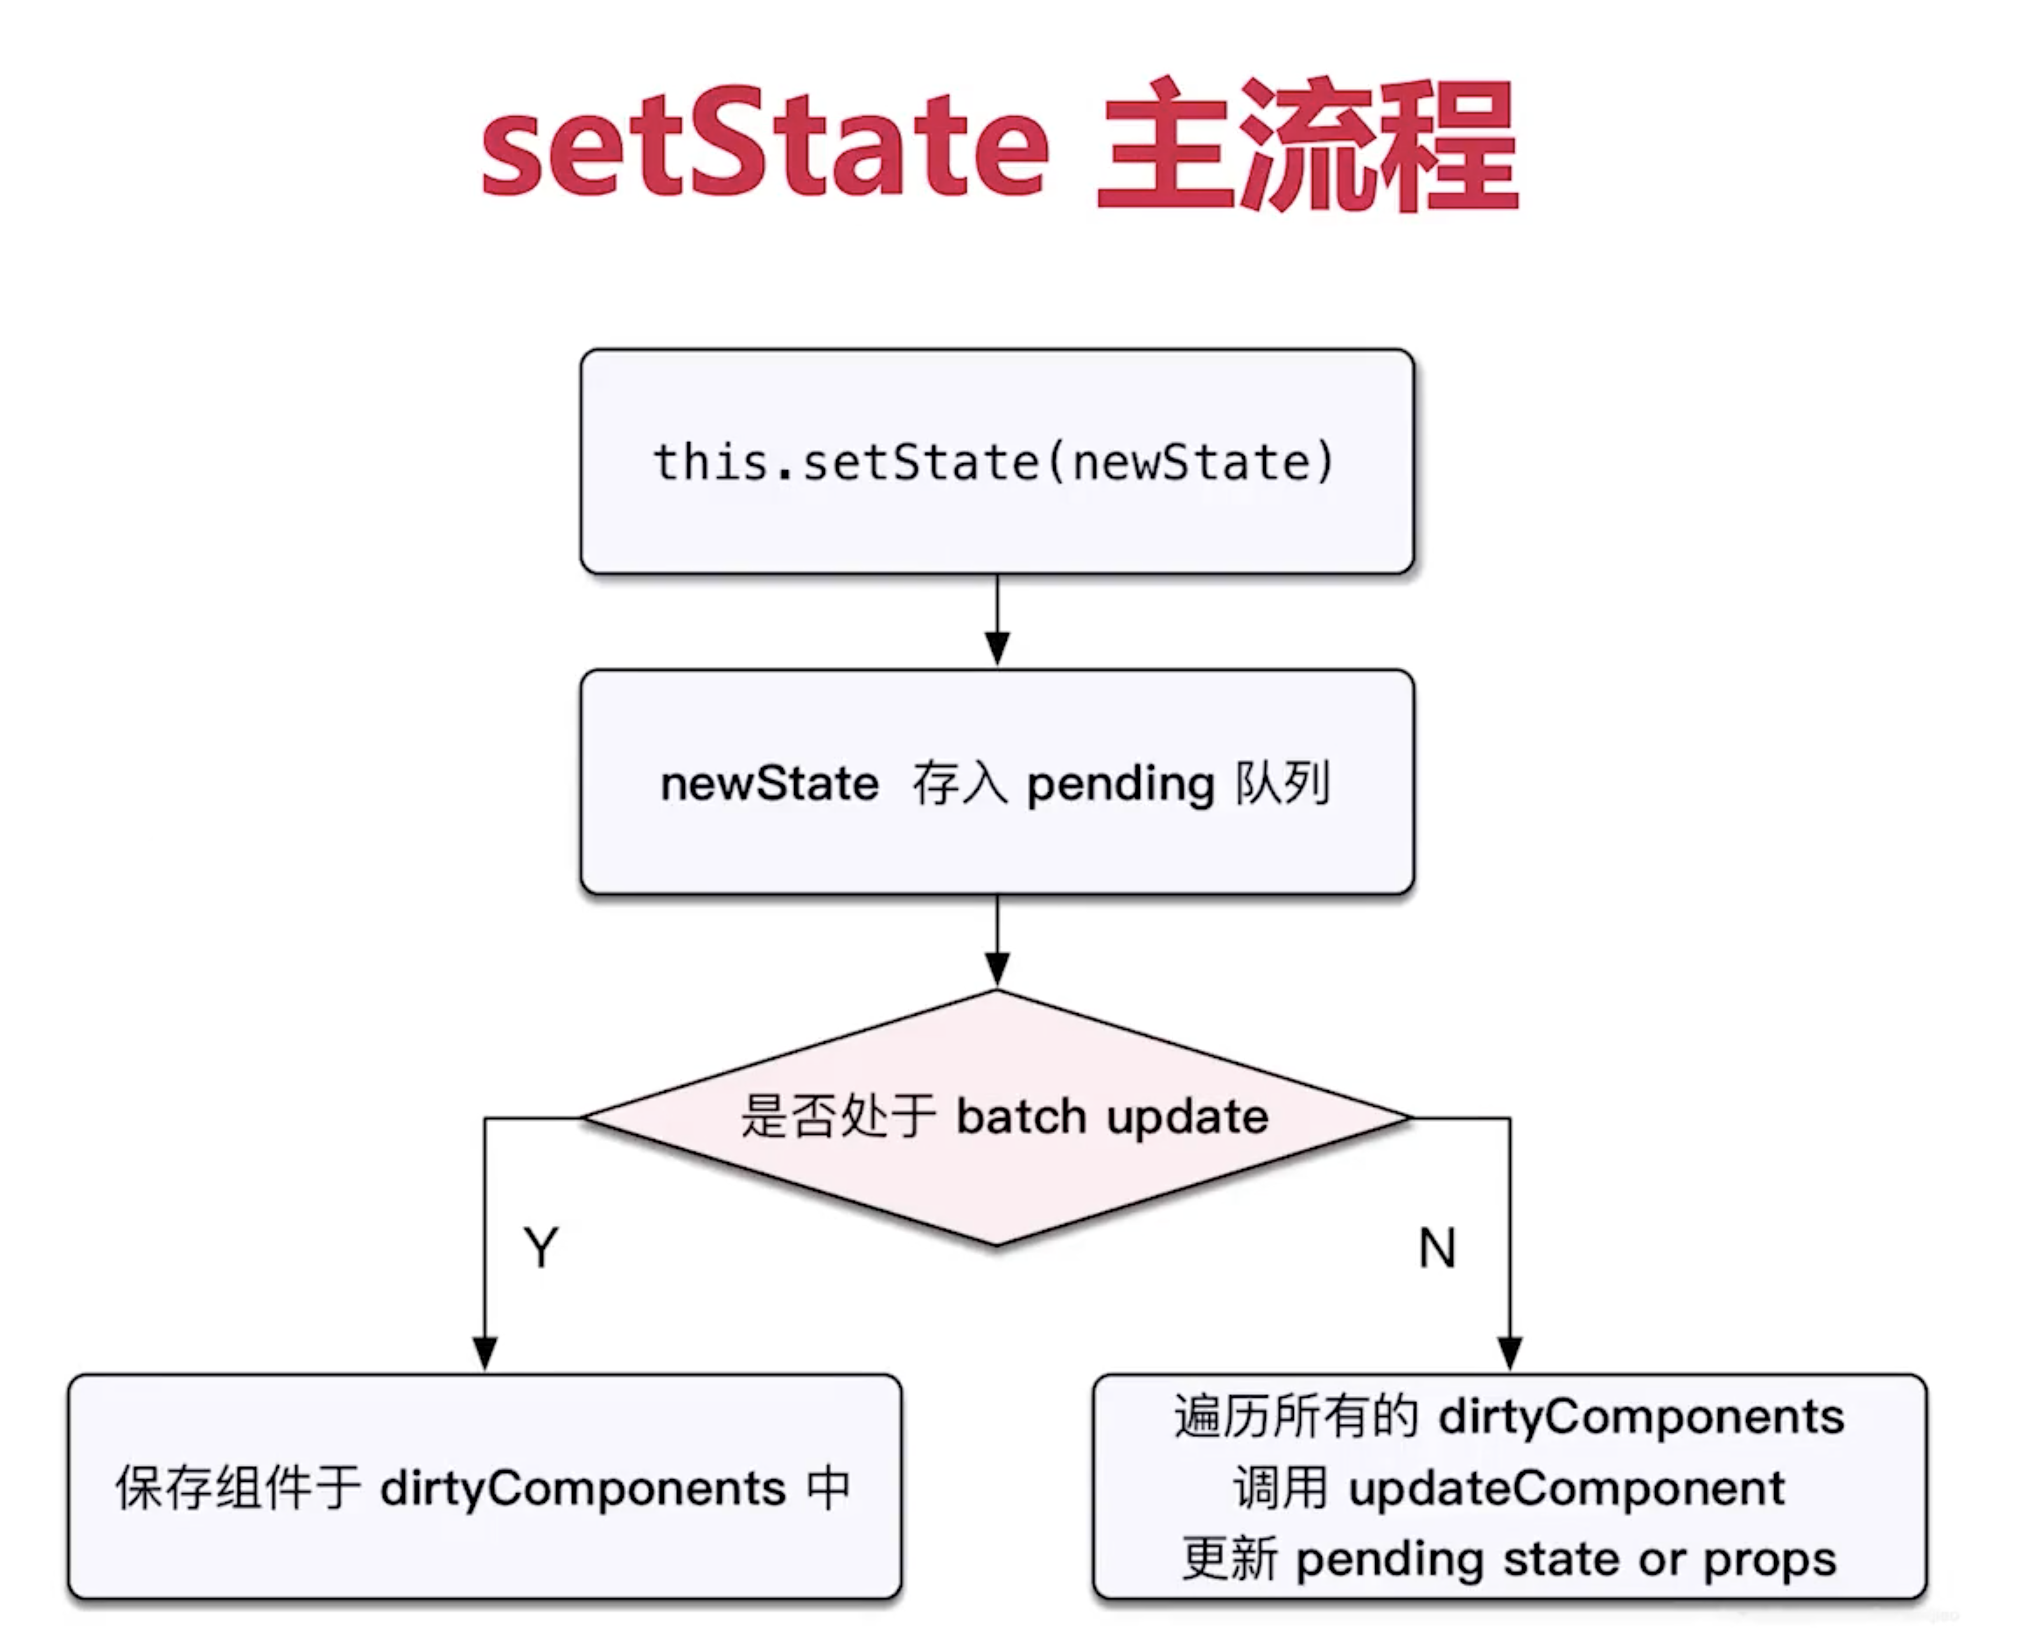 setState 主流程
this.setState(newState)
newState 存入 pending 队列
是否处于 batch update
Y
N
保存组件于 dirtyComponents 中
遍历所有的 dirtyComponents
调用 updateComponent
更新 pending state or props